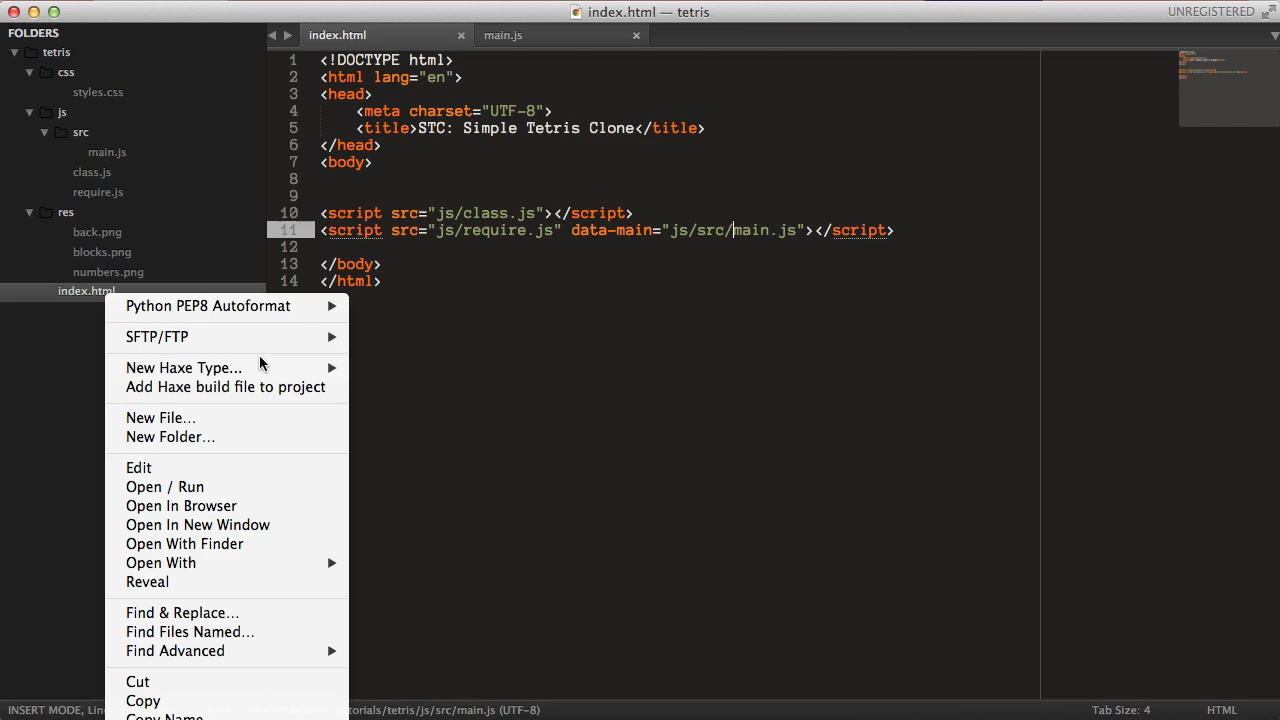 index.html — tetris
UNREGISTERED
FOLDERS
tetris
css
styles.css
js
src
main.js
class.js
require.js
res
back.png
blocks.png
numbers.png
index.html
index.html
main.js
1 <!DOCTYPE html>
2 <html lang="en">
3 <head>
4 <meta charset="UTF-8">
5 <title>STC: Simple Tetris Clone</title>
6 </head>
7 <body>
8
9
10 <script src="js/class.js"></script>
11 <script src="js/require.js" data-main="js/src/main.js"></script>
12
13 </body>
14 </html>
Python PEP8 Autoformat
SFTP/FTP
New Haxe Type...
Add Haxe build file to project
New File...
New Folder...
Edit
Open / Run
Open In Browser
Open In New Window
Open With Finder
Open With
Reveal
Find & Replace...
Find Files Named...
Find Advanced
Cut
Copy
Copy Name
INSERT MODE, Line
torials/tetris/js/src/main.js (UTF-8)
Tab Size: 4
HTML